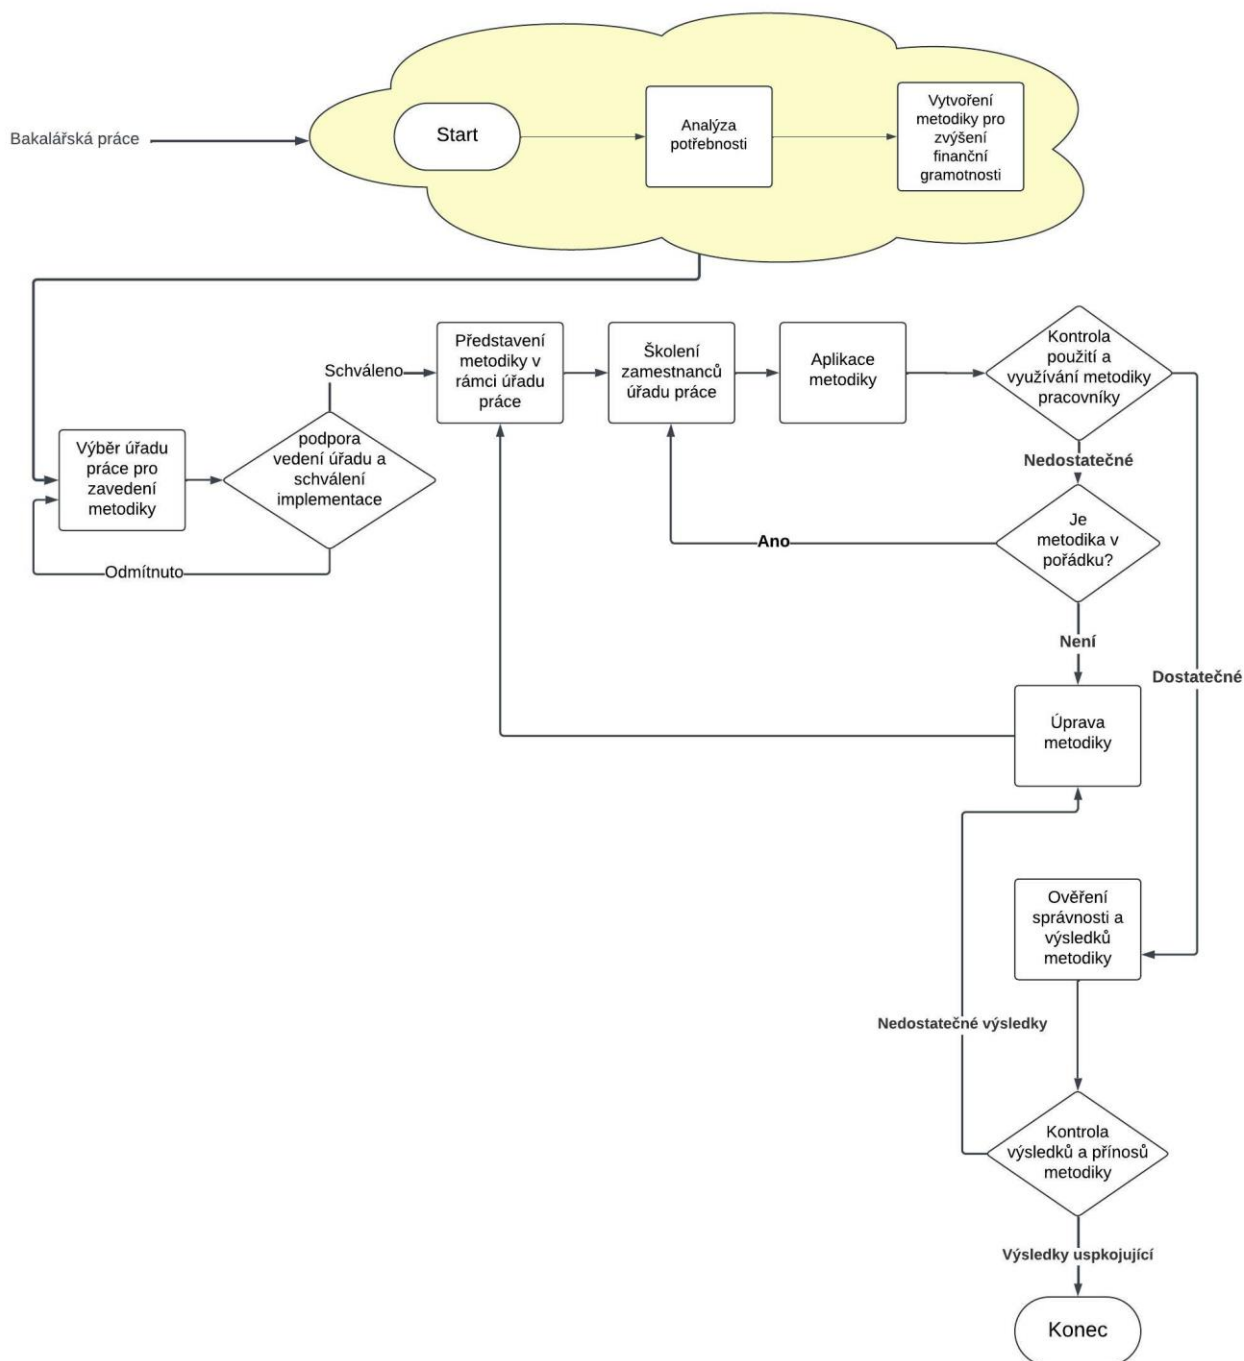 Bakalářská práce
Start
Analýza
potřebnosti
Vytvoření
metodiky pro
zvýšení
finanční
gramotnosti
Výběr úřadu
práce pro
zavedení
metodiky
podpora
vedení úřadu a
schválení
implementace
Schváleno
Odmítnuto
Představení
metodiky v
rámci úřadu
práce
Školení
zamestnanců
úřadu práce
Aplikace
metodiky
Kontrola
použití a
využívání metodiky
pracovníky
Nedostatečné
Je
metodika v
pořádku?
Ano
Není
Dostatečné
Úprava
metodiky
Ověření
správnosti a
výsledků
metodiky
Nedostatečné výsledky
Kontrola
výsledků a přínosů
metodiky
Výsledky uspkojující
Konec